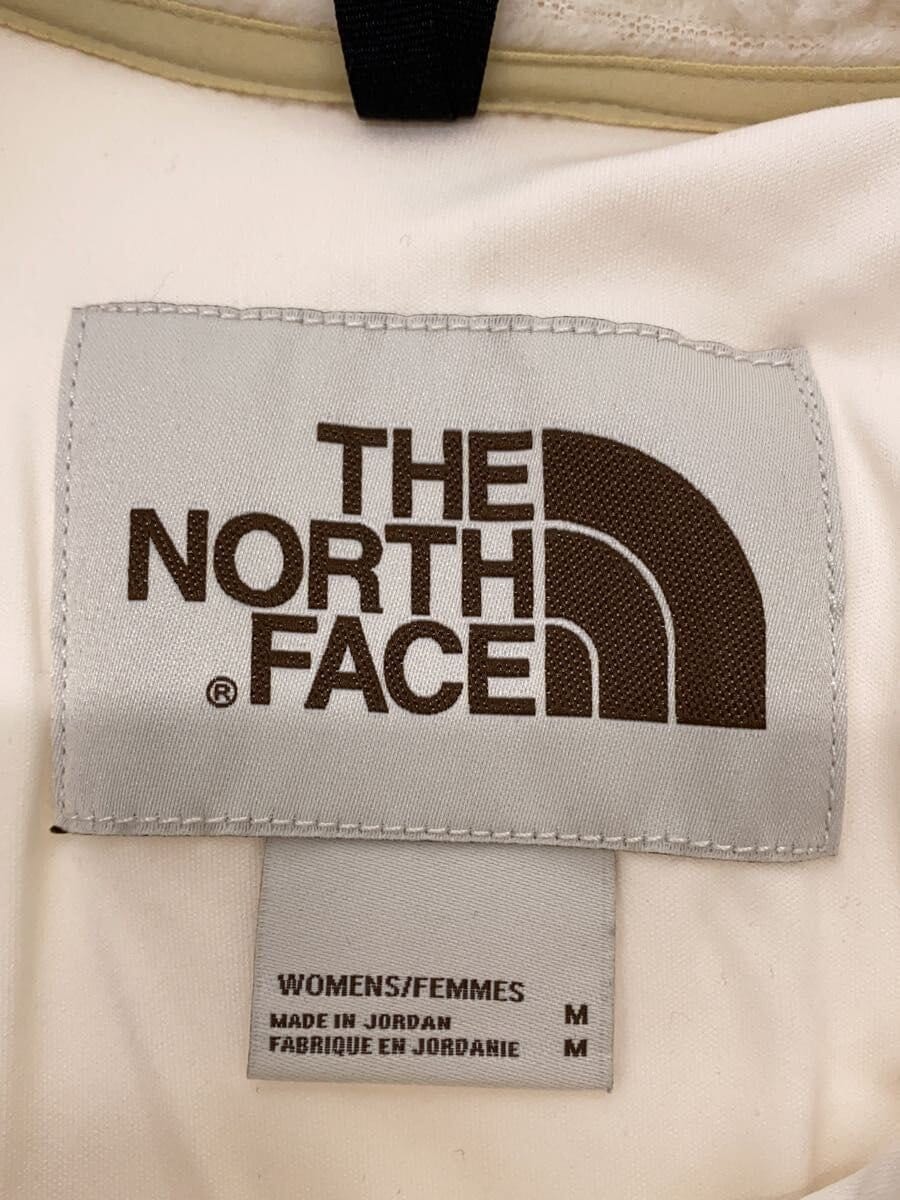 THE
NORTH
FACE
®
WOMENS/FEMMES
MADE IN JORDAN M
FABRIQUE EN JORDANIE M